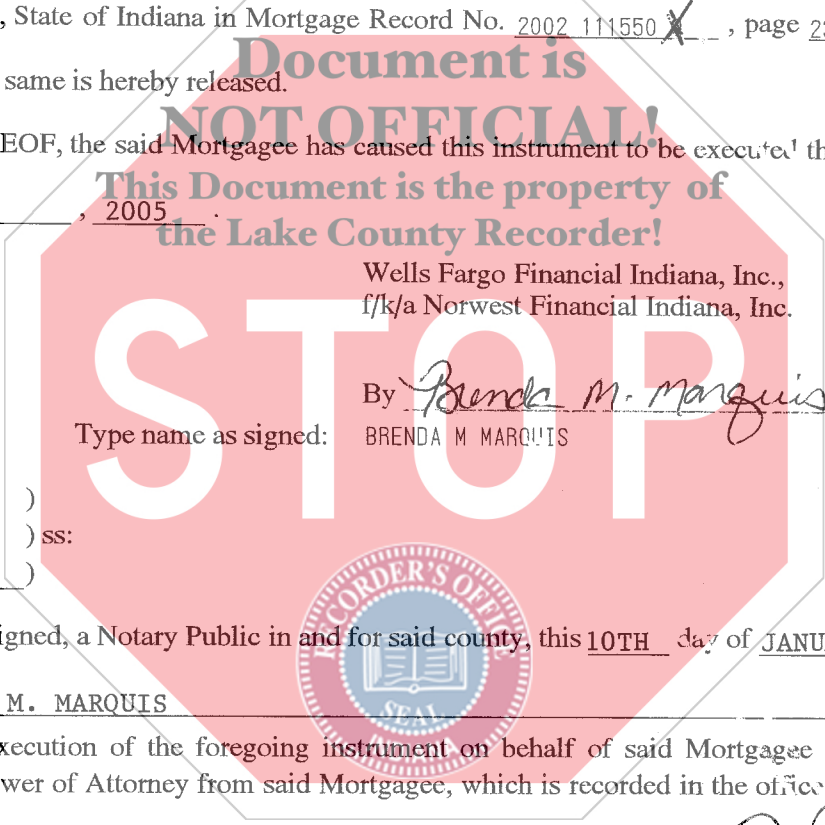 , State of Indiana in Mortgage Record No. 2002 111550 , page
Document is
same is hereby released.
NOT OFFICIAL!
EOF, the said Mortgagee has caused this instrument to be executed th
This Document is the property of
, 2005 .
the Lake County Recorder!
Wells Fargo Financial Indiana, Inc.,
f/k/a Norwest Financial Indiana, Inc.
STOP
By Brenda M. Marquis
Type name as signed: BRENDA M MARQUIS
)
) ss:
)
RECORDER'S OFFICE
igned, a Notary Public in and for said county, this 10TH day of JANU
M. MARQUIS
SEAL
INDIANA
xecution of the foregoing instrument on behalf of said Mortgagee
wer of Attorney from said Mortgagee, which is recorded in the office